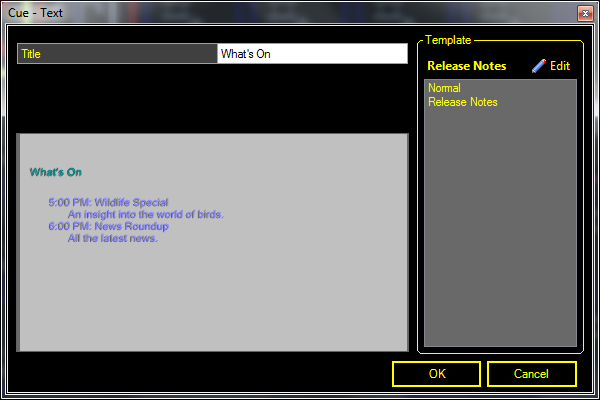 Cue - Text
Title What's On
Template
Release Notes Edit
Normal
Release Notes
What's On
5:00 PM: Wildlife Special
An insight into the world of birds.
6:00 PM: News Roundup
All the latest news.
OK Cancel